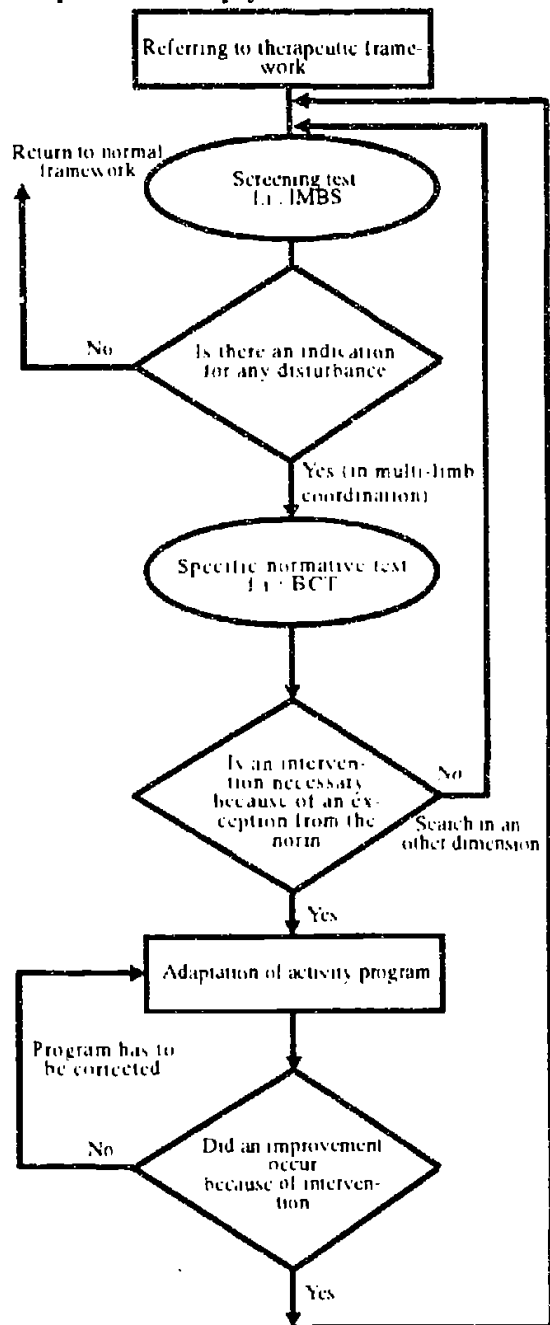 Referring to therapeutic frame-
work
Return to normal
framework
Screening test
f.i.: IMBS
No
Is there an indication
for any disturbance
Yes (in multi-limb
coordination)
Specific normative test
f.i.: BCT
Is an interven-
tion necessary
because of an ex-
ception from the
norm
No
Search in an
other dimension
Yes
Adaptation of activity program
Program has to
be corrected
No
Did an improvement
occur
because of interven-
tion
Yes